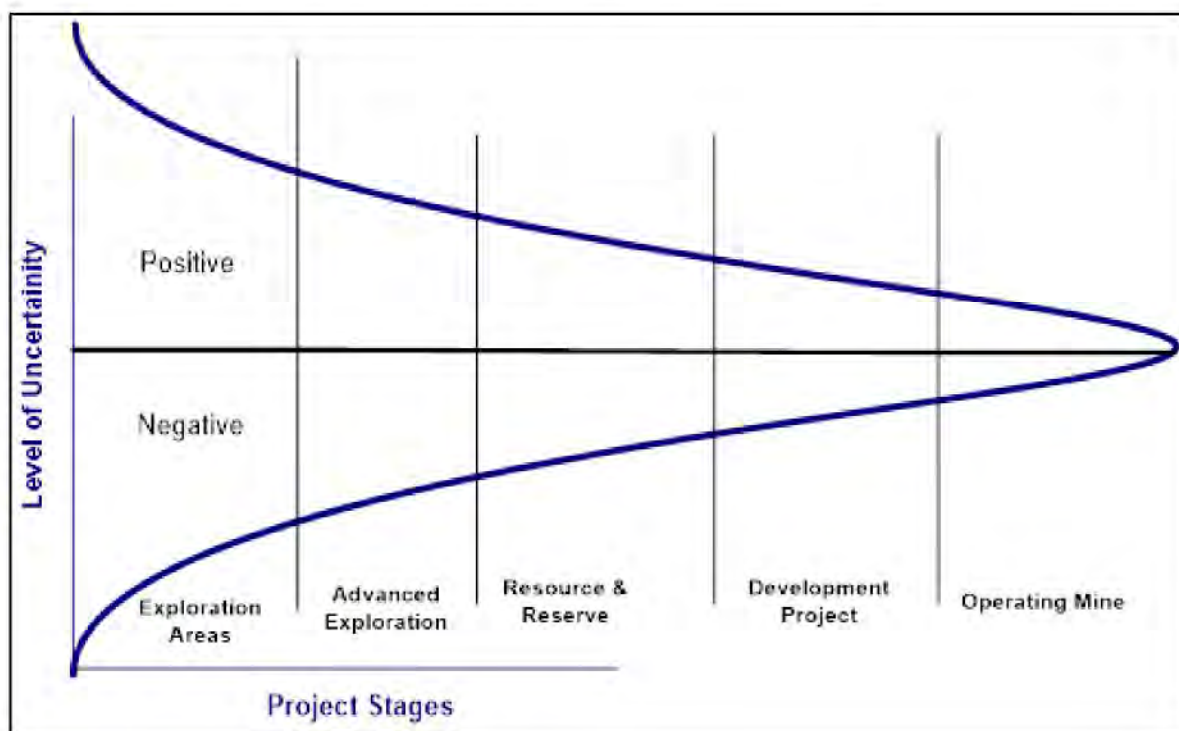 Level of Uncertainity
Positive
Negative
Exploration
Areas
Advanced
Exploration
Resource &
Reserve
Development
Project
Operating Mine
Project Stages